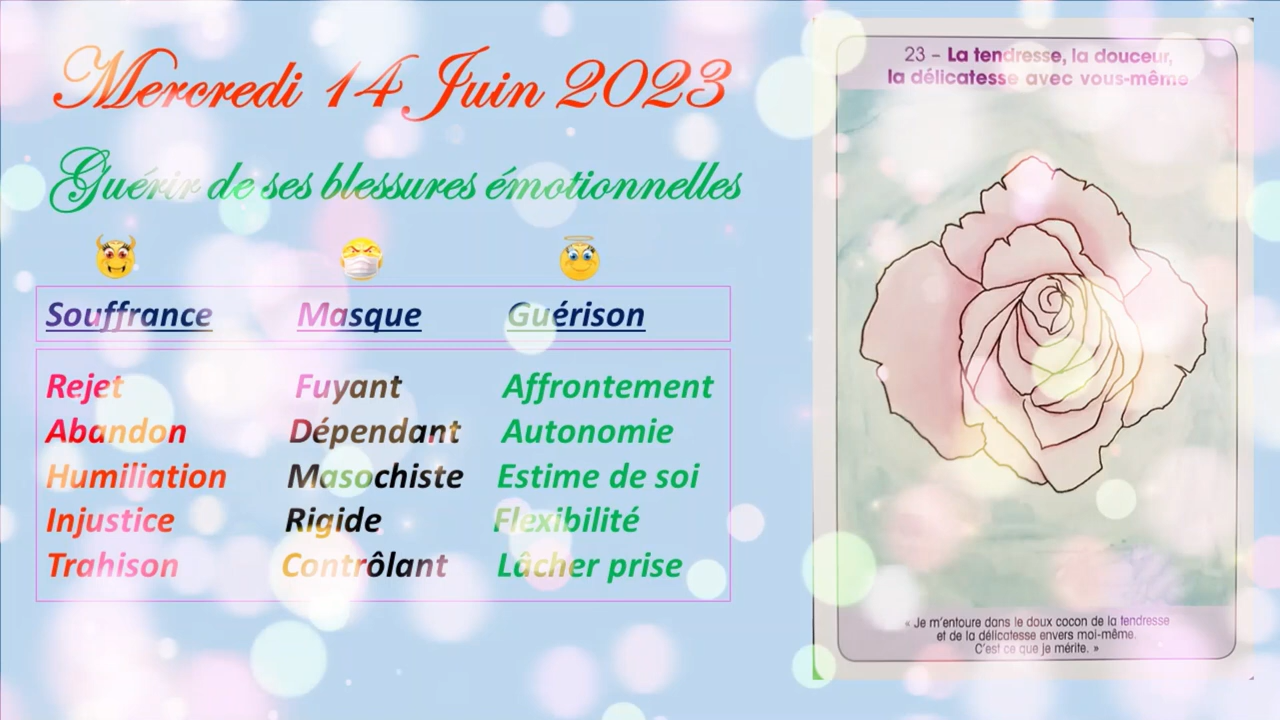 Mercredi 14 Juin 2023
Guérir de ses blessures émotionnelles
Souffrance Masque Guérison
Rejet Fuyant Affrontement
Abandon Dépendant Autonomie
Humiliation Masochiste Estime de soi
Injustice Rigide Flexibilité
Trahison Contrôlant Lâcher prise
23 – La tendresse, la douceur,
la délicatesse avec vous-même
« Je m'entoure dans le doux cocon de la tendresse
et de la délicatesse envers moi-même.
C'est ce que je mérite. »